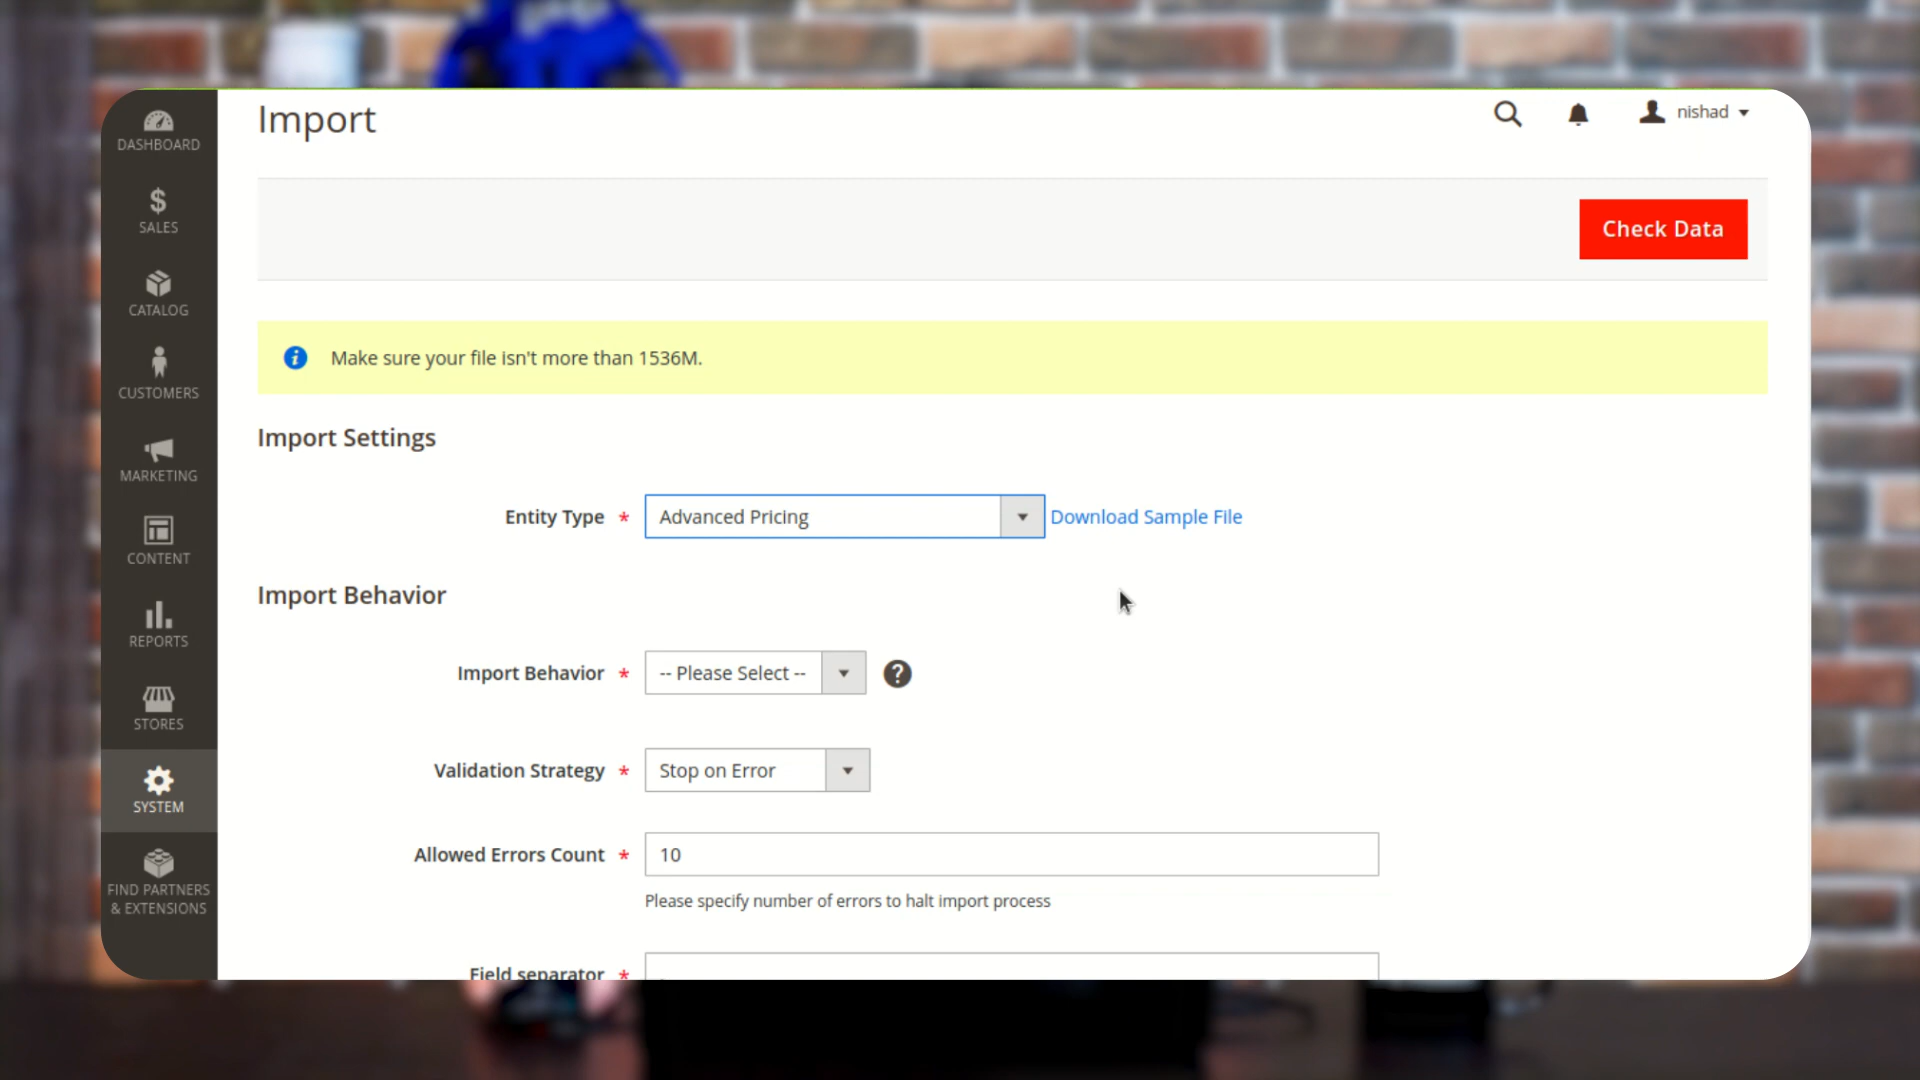 Import
nishad
DASHBOARD
SALES
CATALOG
CUSTOMERS
MARKETING
CONTENT
REPORTS
STORES
SYSTEM
FIND PARTNERS
& EXTENSIONS
Check Data
Make sure your file isn't more than 1536M.
Import Settings
Entity Type * Advanced Pricing Download Sample File
Import Behavior
Import Behavior * -- Please Select -- ?
Validation Strategy * Stop on Error
Allowed Errors Count * 10
Please specify number of errors to halt import process
Field separator *